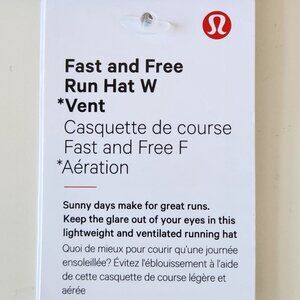 Fast and Free
Run Hat W
*Vent
Casquette de course
Fast and Free F
*Aération
Sunny days make for great runs.
Keep the glare out of your eyes in this
lightweight and ventilated running hat
Quoi de mieux pour courir qu'une journée
ensoleillée? Évitez l'éblouissement à l'aide
de cette casquette de course légère et
aérée